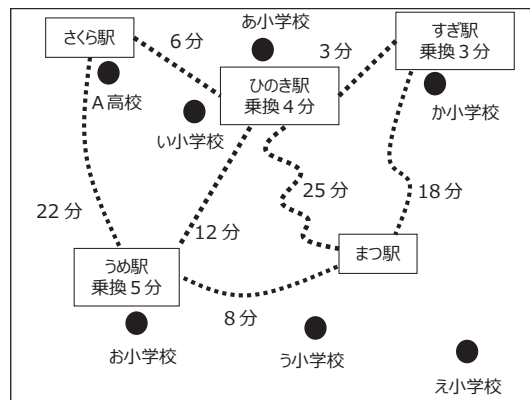 さくら駅
6分
あ小学校
3分
すぎ駅
乗換3分
A高校
い小学校
ひのき駅
乗換4分
か小学校
22分
12分
25分
18分
うめ駅
乗換5分
まつ駅
8分
お小学校
う小学校
え小学校